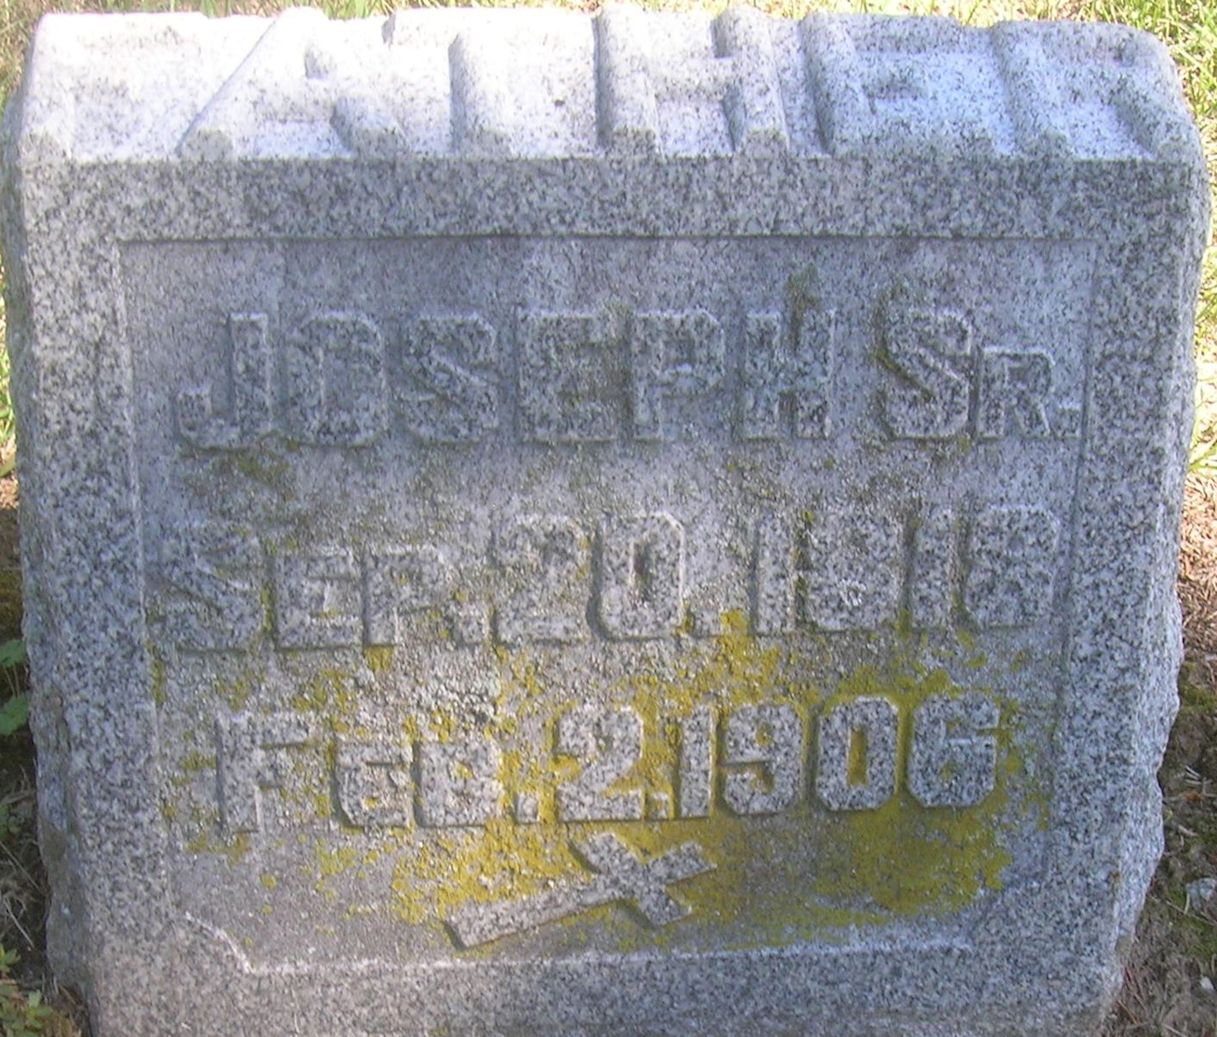 FATHER
JOSEPH SR.
SEP. 20. 1818
FEB. 2. 1906